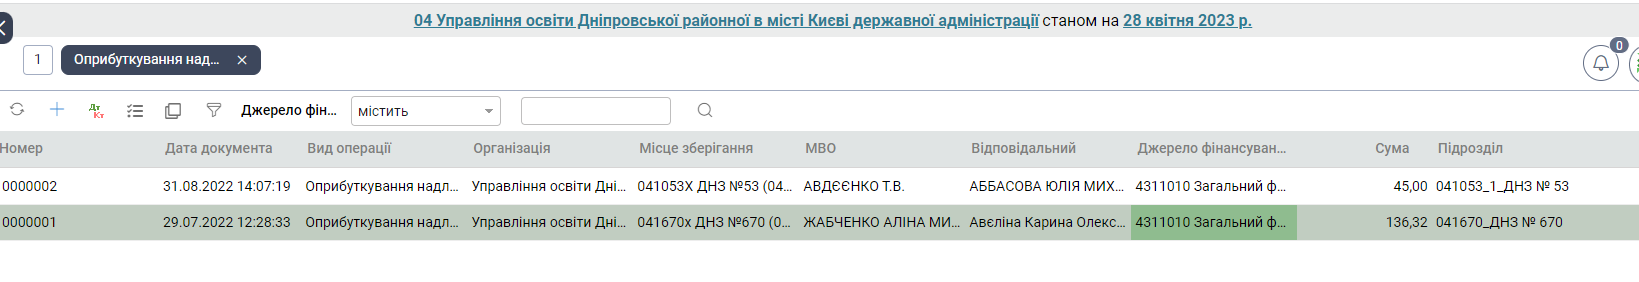 04 Управління освіти Дніпровської районної в місті Києві державної адміністрації станом на 28 квітня 2023 р.
1 Оприбуткування над... × 0
Дт Кт Джерело фін... містить
Номер Дата документа Вид операції Організація Місце зберігання МВО Відповідальний Джерело фінансуван... Сума Підрозділ
0000002 31.08.2022 14:07:19 Оприбуткування надл... Управління освіти Дні... 041053Х ДНЗ №53 (04... АВДЄЄНКО Т.В. АББАСОВА ЮЛІЯ МИХ... 4311010 Загальний ф... 45,00 041053_1_ДНЗ № 53
0000001 29.07.2022 12:28:33 Оприбуткування надл... Управління освіти Дні... 041670х ДНЗ №670 (0... ЖАБЧЕНКО АЛІНА МИ... Авєліна Карина Олекс... 4311010 Загальний ф... 136,32 041670_ДНЗ № 670